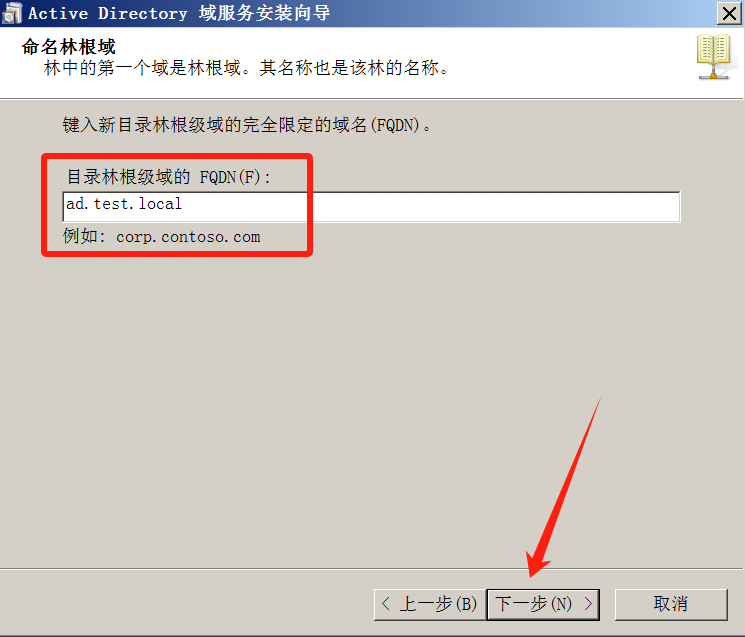 Active Directory 域服务安装向导
命名林根域
林中的第一个域是林根域。其名称也是该林的名称。
键入新目录林根级域的完全限定的域名(FQDN)。
目录林根级域的 FQDN(F):
ad.test.local
例如: corp.contoso.com
< 上一步(B) 下一步(N) > 取消